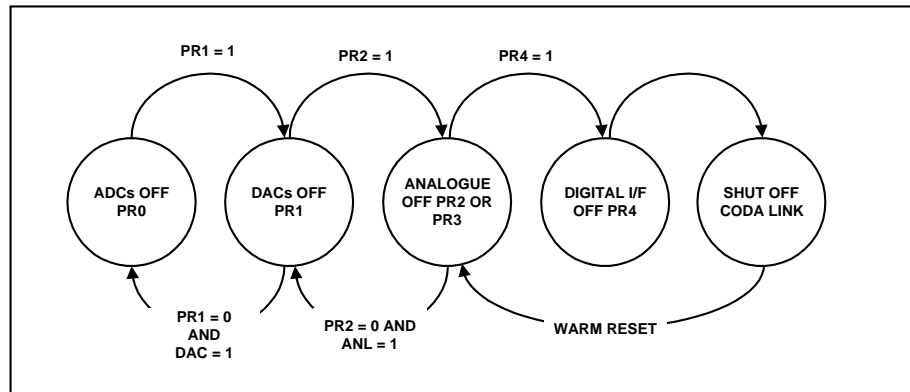 PR1 = 1
PR2 = 1
PR4 = 1
ADCs OFF
PR0
DACs OFF
PR1
ANALOGUE
OFF PR2 OR
PR3
DIGITAL I/F
OFF PR4
SHUT OFF
CODA LINK
PR1 = 0
AND
DAC = 1
PR2 = 0 AND
ANL = 1
WARM RESET